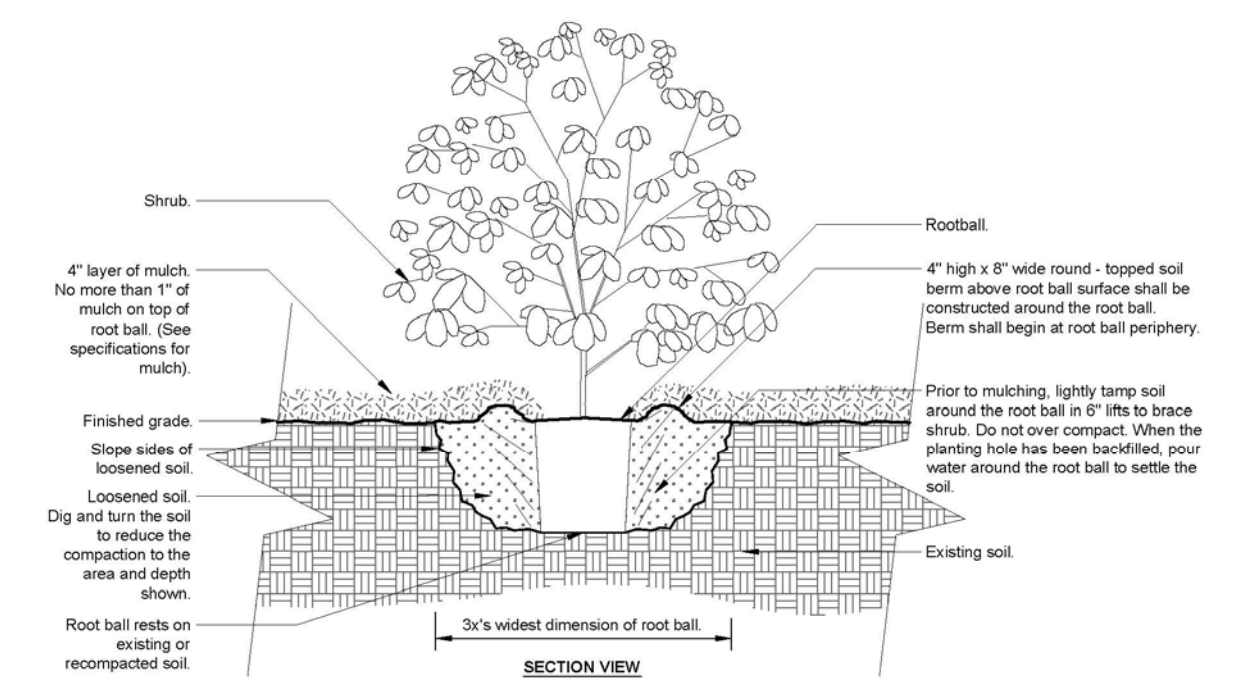 Shrub.
4" layer of mulch.
No more than 1" of
mulch on top of
root ball. (See
specifications for
mulch).
Finished grade.
Slope sides of
loosened soil.
Loosened soil.
Dig and turn the soil
to reduce the
compaction to the
area and depth
shown.
Root ball rests on
existing or
recompacted soil.
Rootball.
4" high x 8" wide round - topped soil
berm above root ball surface shall be
constructed around the root ball.
Berm shall begin at root ball periphery.
Prior to mulching, lightly tamp soil
around the root ball in 6" lifts to brace
shrub. Do not over compact. When the
planting hole has been backfilled, pour
water around the root ball to settle the
soil.
Existing soil.
3x's widest dimension of root ball.
SECTION VIEW